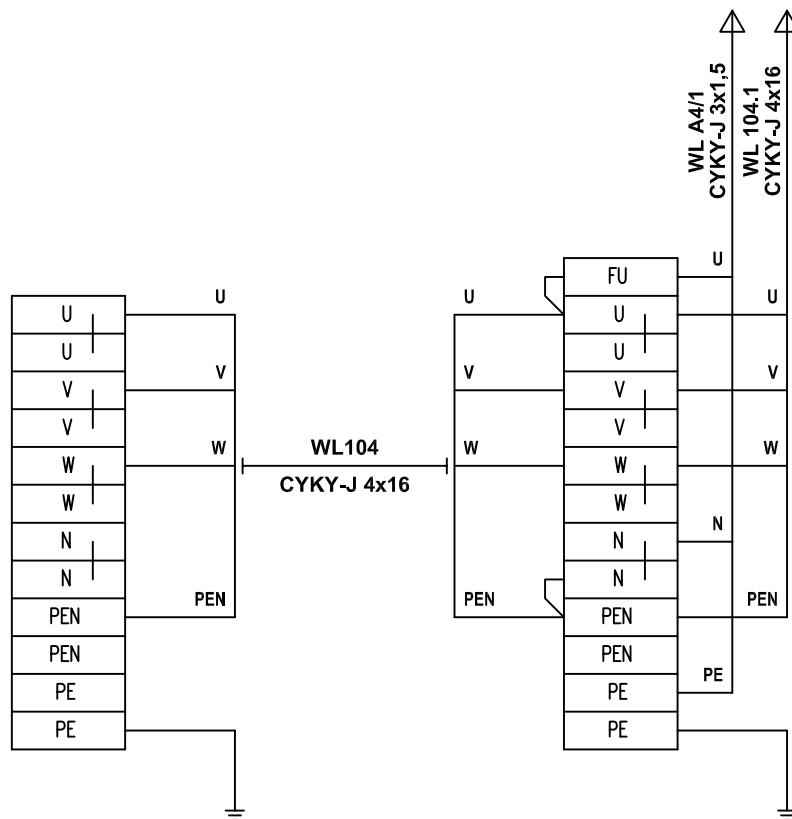 WL A4/1
CYKY-J 3x1,5
WL 104.1
CYKY-J 4x16
U
U
V
V
W
W
N
N
PEN
PEN
PE
PE
U
V
W
PEN
WL104
CYKY-J 4x16
U
V
W
PEN
FU
U
U
V
V
W
W
N
N
PEN
PEN
PE
PE
U
N
PE
U
V
W
PEN